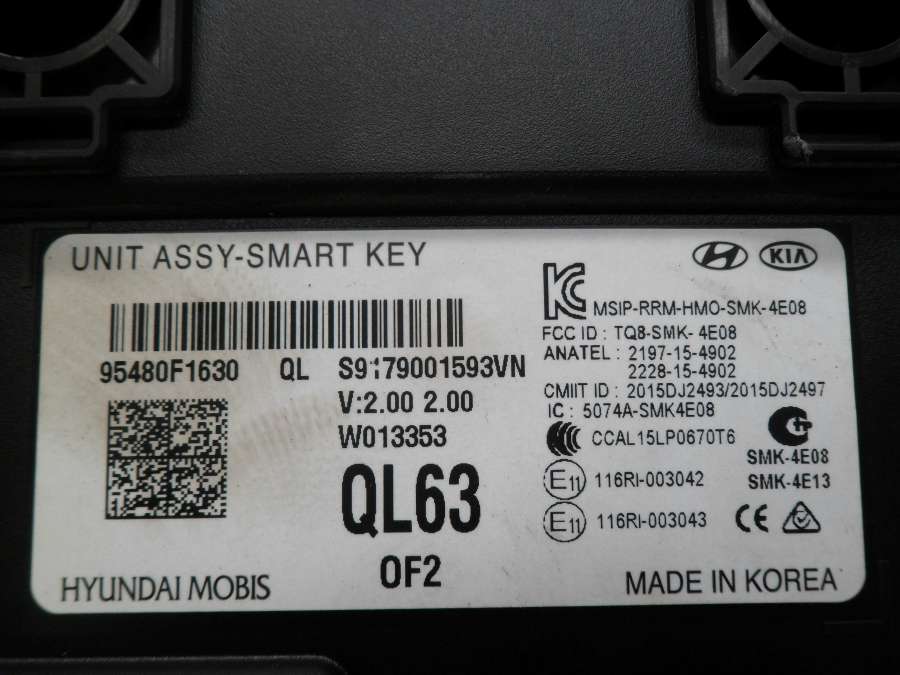 UNIT ASSY-SMART KEY
KIA
MSIP-RRM-HMO-SMK-4E08
FCC ID : TQ8-SMK- 4E08
ANATEL : 2197-15-4902
2228-15-4902
CMIIT ID : 2015DJ2493/2015DJ2497
IC : 5074A-SMK4E08
CCAL15LP0670T6
SMK-4E08
SMK-4E13
E11 116RI-003042
E11 116RI-003043
CE
95480F1630 QL S9179001593VN
V:2.00 2.00
W013353
QL63
OF2
HYUNDAI MOBIS
MADE IN KOREA